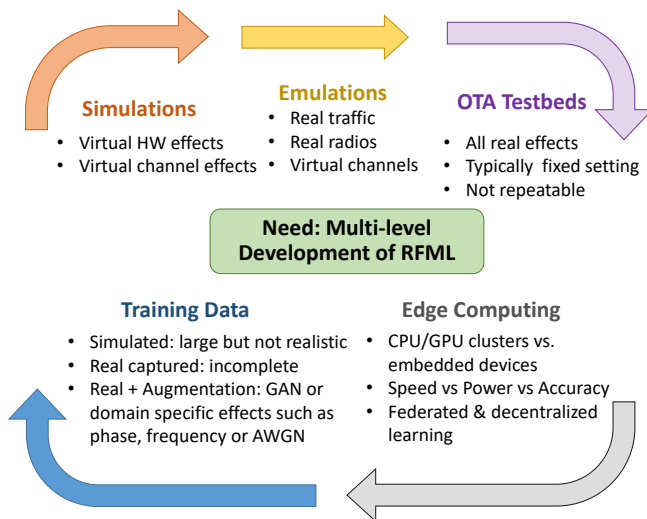 Simulations
• Virtual HW effects
• Virtual channel effects
Emulations
• Real traffic
• Real radios
• Virtual channels
OTA Testbeds
• All real effects
• Typically fixed setting
• Not repeatable
Need: Multi-level
Development of RFML
Training Data
• Simulated: large but not realistic
• Real captured: incomplete
• Real + Augmentation: GAN or
domain specific effects such as
phase, frequency or AWGN
Edge Computing
• CPU/GPU clusters vs.
embedded devices
• Speed vs Power vs Accuracy
• Federated & decentralized
learning